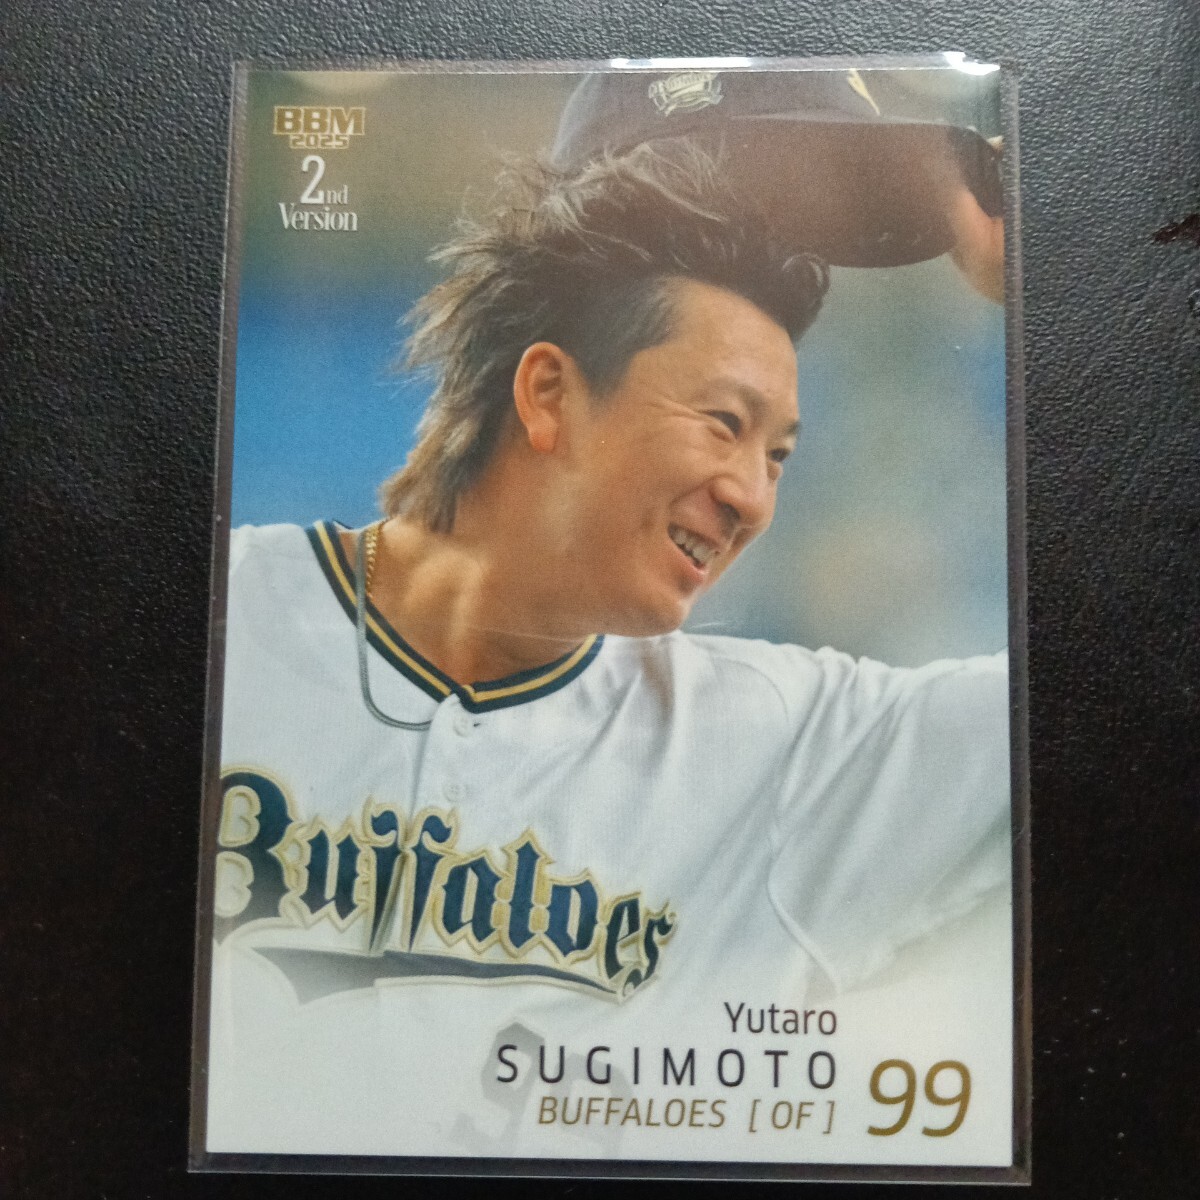 BBM
2025
2nd
Version
Buffaloes
Yutaro
SUGIMOTO
BUFFALOES [OF]
99